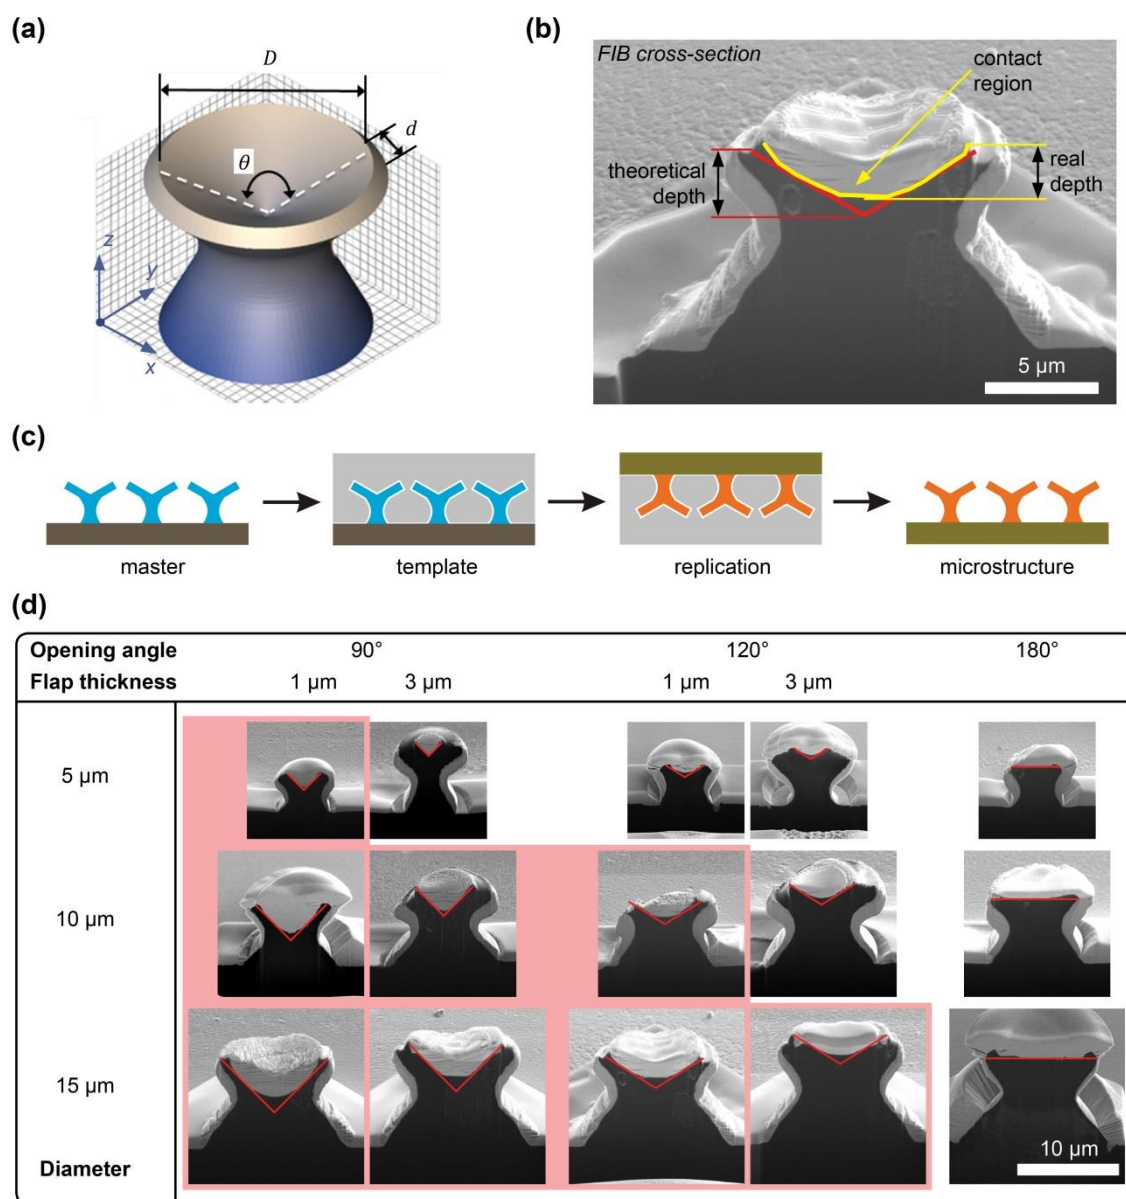 (a)
D
d
θ
z
y
x
(b)
FIB cross-section
contact
region
theoretical
depth
real
depth
5 μm
(c)
master
template
replication
microstructure
(d)
Opening angle 90° 120° 180°
Flap thickness 1 μm 3 μm 1 μm 3 μm
5 μm
10 μm
15 μm
10 μm
Diameter